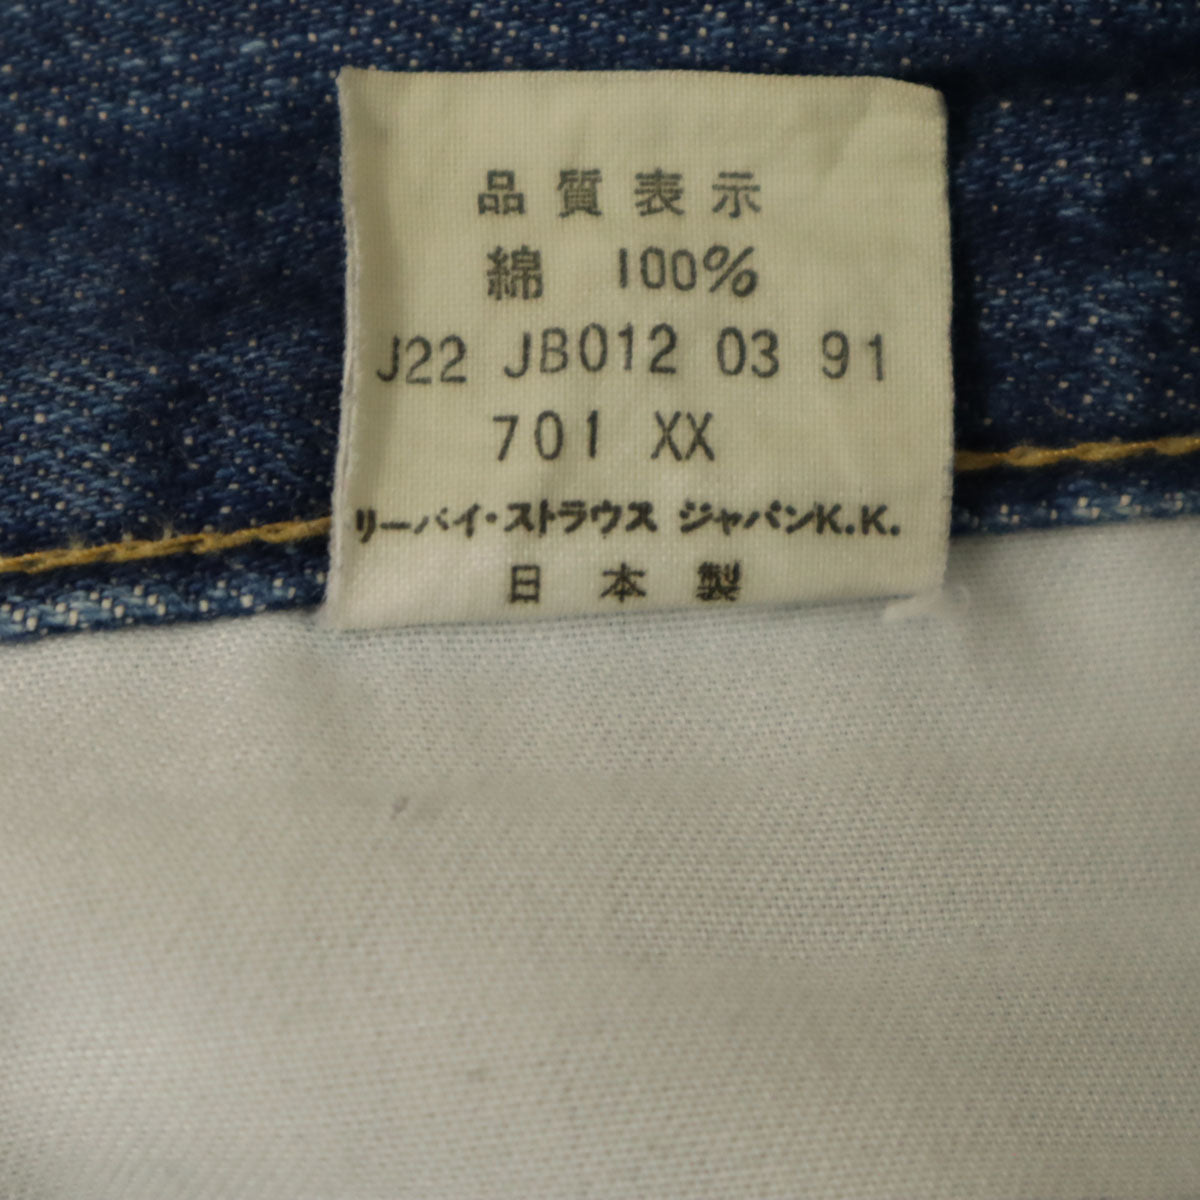 品質表示
綿 100%
J22 JB012 03 91
701 XX
リーバイ・ストラウス ジャパンK.K.
日本製